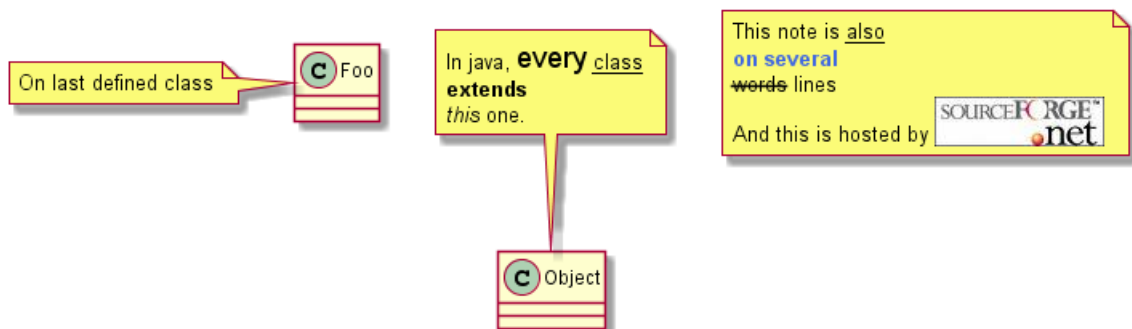 On last defined class
C Foo
In java, every class
extends
this one.
C Object
This note is also
on several
words lines
And this is hosted by SOURCEFORGE™
.net